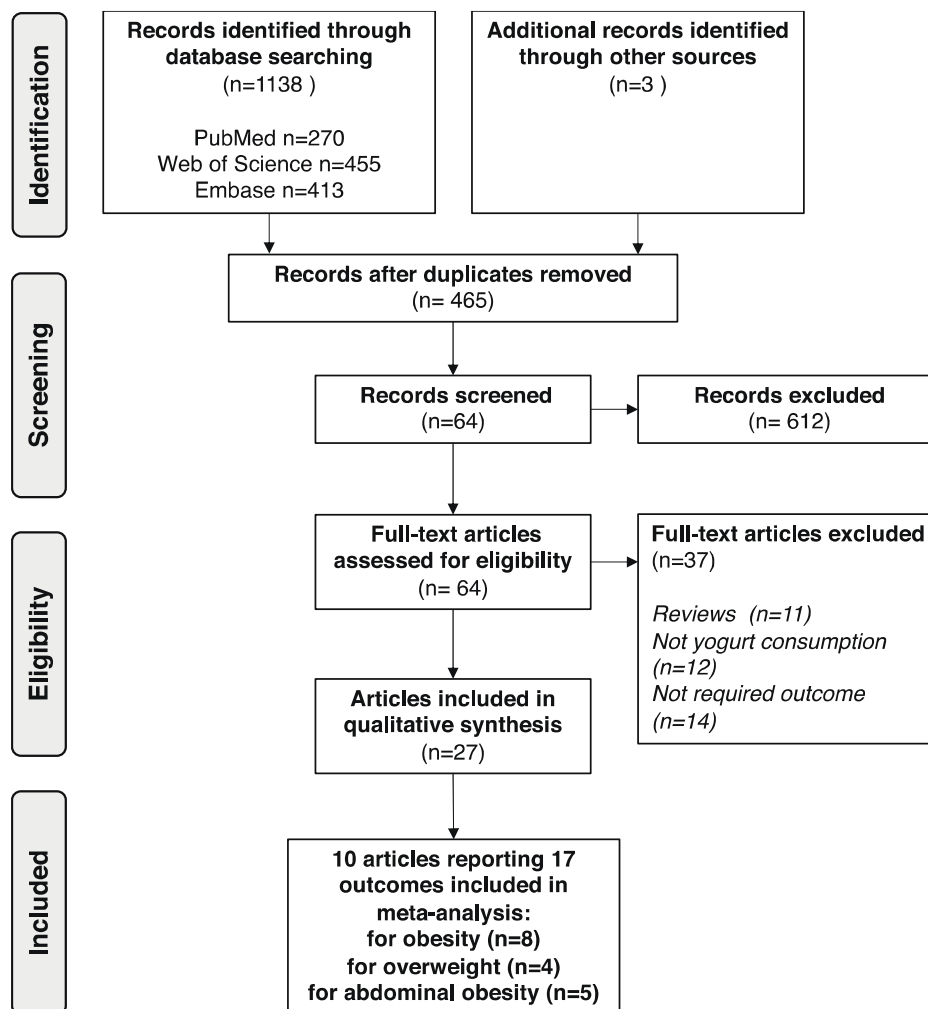 Identification
Records identified through
database searching
(n=1138 )
PubMed n=270
Web of Science n=455
Embase n=413
Additional records identified
through other sources
(n=3 )
Screening
Records after duplicates removed
(n= 465)
Records screened
(n=64)
Records excluded
(n= 612)
Eligibility
Full-text articles
assessed for eligibility
(n= 64)
Full-text articles excluded
(n=37)
Reviews (n=11)
Not yogurt consumption
(n=12)
Not required outcome
(n=14)
Articles included in
qualitative synthesis
(n=27)
Included
10 articles reporting 17
outcomes included in
meta-analysis:
for obesity (n=8)
for overweight (n=4)
for abdominal obesity (n=5)